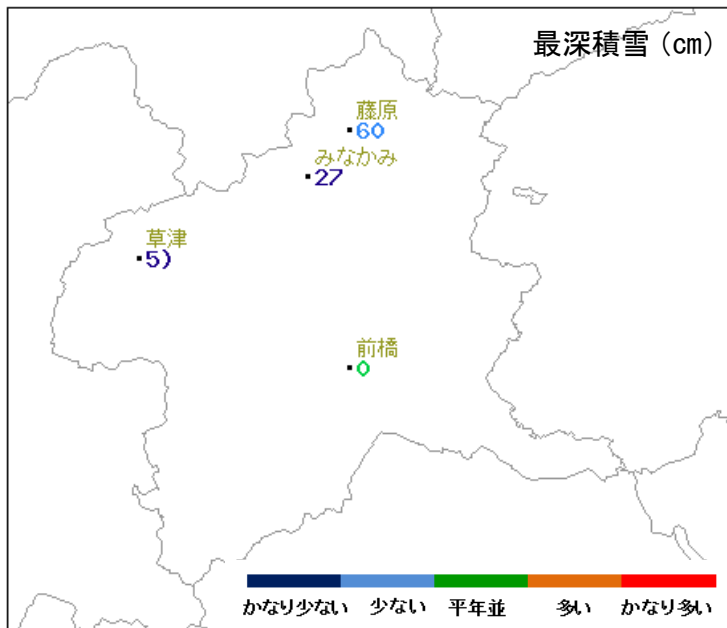 最深積雪（cm）
藤原
60
みなかみ
27
草津
5)
前橋
0
かなり少ない 少ない 平年並 多い かなり多い